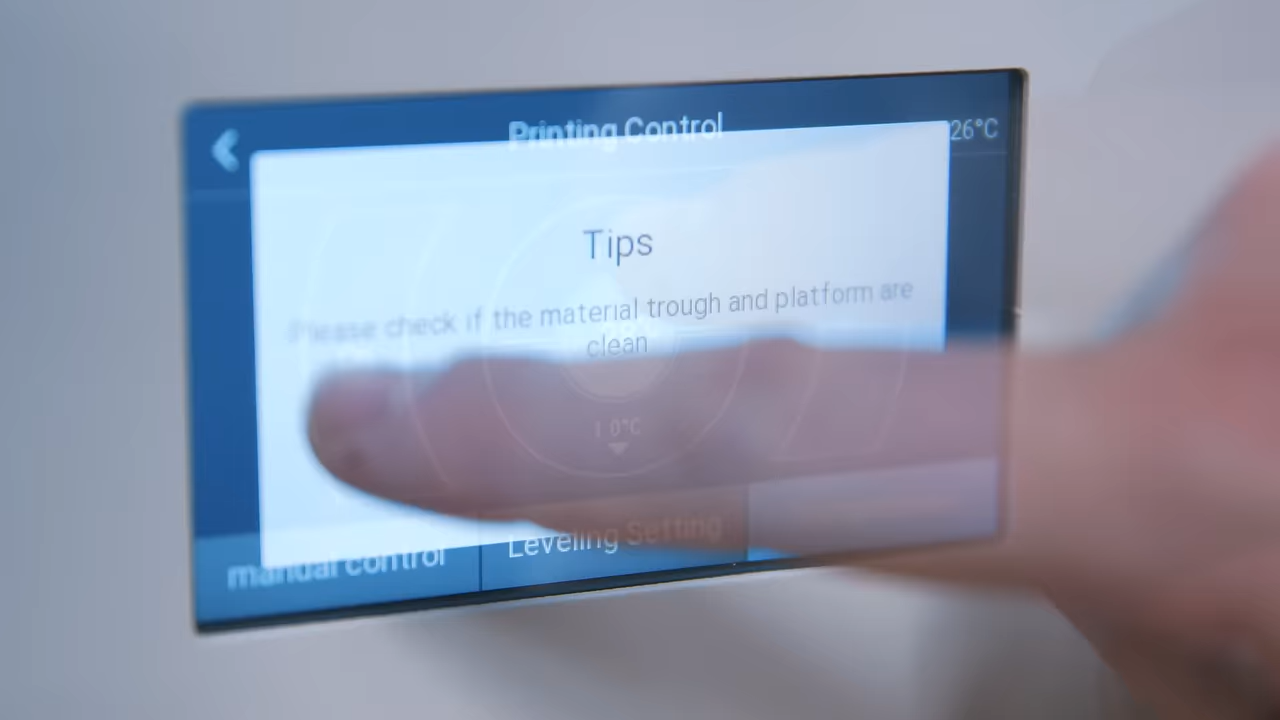 Printing Control
26°C
Tips
Please check if the material trough and platform are
clean
0°C
manual control
Leveling Setting